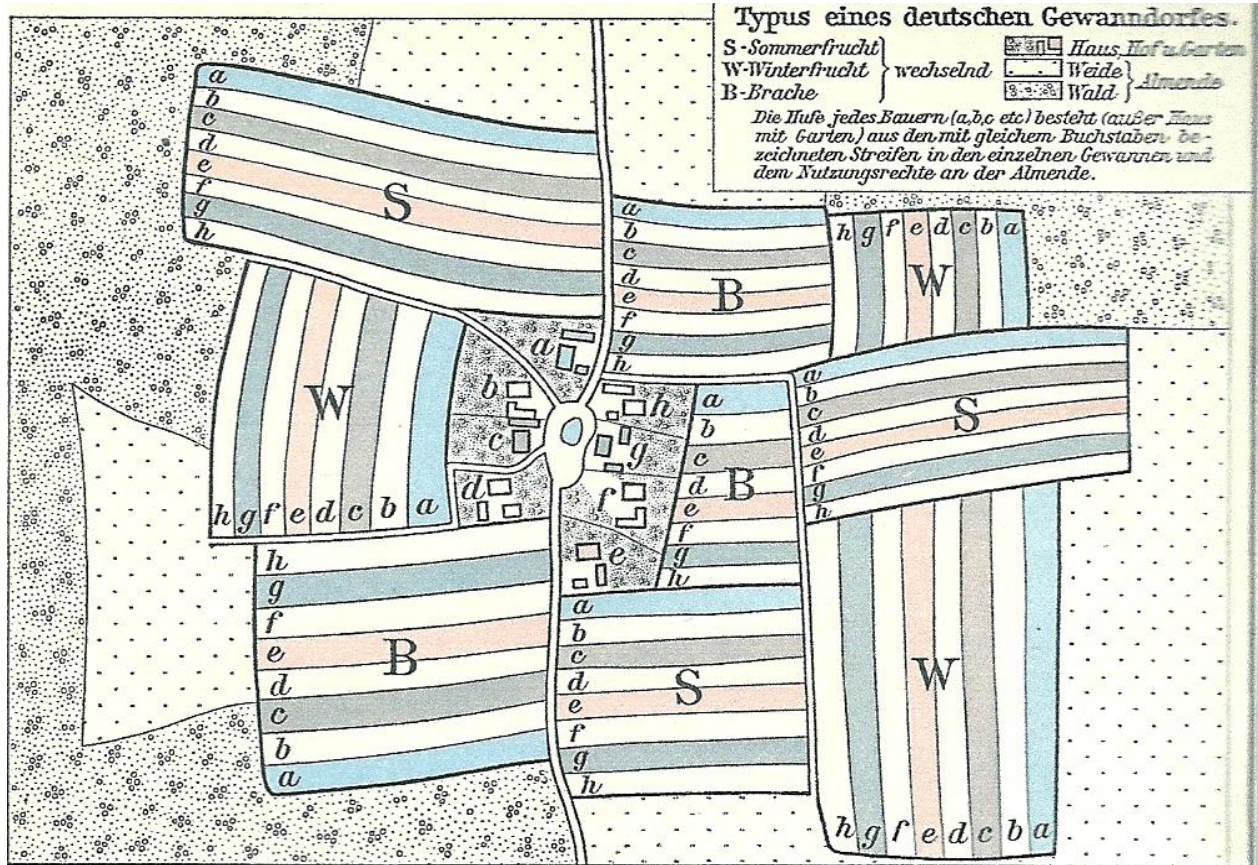 Typus eines deutschen Gewanndorfes.
S-Sommerfrucht
W-Winterfrucht
B-Brache
wechselnd
Haus, Hof u. Garten
Weide
Wald
Almende
Die Hufe jedes Bauern (a,b,c etc) besteht (außer Haus
mit Garten) aus den mit gleichem Buchstaben be-
zeichneten Streifen in den einzelnen Gewannen und
dem Nutzungsrechte an der Almende.
a
b
c
d
e
f
g
h
S
a
b
c
d
e
f
g
h
B
h g f e d c b a
W
W
h g f e d c b a
a
b
c
d
e
f
g
h
a
b
c
d
e
f
g
h
B
a
b
c
d
e
f
g
h
S
h
g
f
e
d
c
b
a
B
a
b
c
d
e
f
g
h
S
W
h g f e d c b a